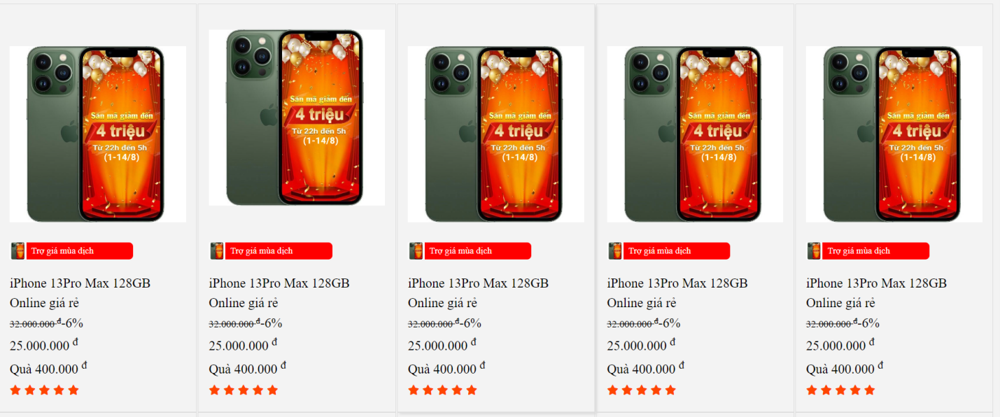 Săn mã giảm đến
4 triệu
Từ 22h đến 5h
(1-14/8)
Trợ giá mùa dịch
iPhone 13Pro Max 128GB
Online giá rẻ
32.000.000 đ-6%
25.000.000 đ
Quà 400.000 đ
Săn mã giảm đến
4 triệu
Từ 22h đến 5h
(1-14/8)
Trợ giá mùa dịch
iPhone 13Pro Max 128GB
Online giá rẻ
32.000.000 đ-6%
25.000.000 đ
Quà 400.000 đ
Săn mã giảm đến
4 triệu
Từ 22h đến 5h
(1-14/8)
Trợ giá mùa dịch
iPhone 13Pro Max 128GB
Online giá rẻ
32.000.000 đ-6%
25.000.000 đ
Quà 400.000 đ
Săn mã giảm đến
4 triệu
Từ 22h đến 5h
(1-14/8)
Trợ giá mùa dịch
iPhone 13Pro Max 128GB
Online giá rẻ
32.000.000 đ-6%
25.000.000 đ
Quà 400.000 đ
Săn mã giảm đến
4 triệu
Từ 22h đến 5h
(1-14/8)
Trợ giá mùa dịch
iPhone 13Pro Max 128GB
Online giá rẻ
32.000.000 đ-6%
25.000.000 đ
Quà 400.000 đ